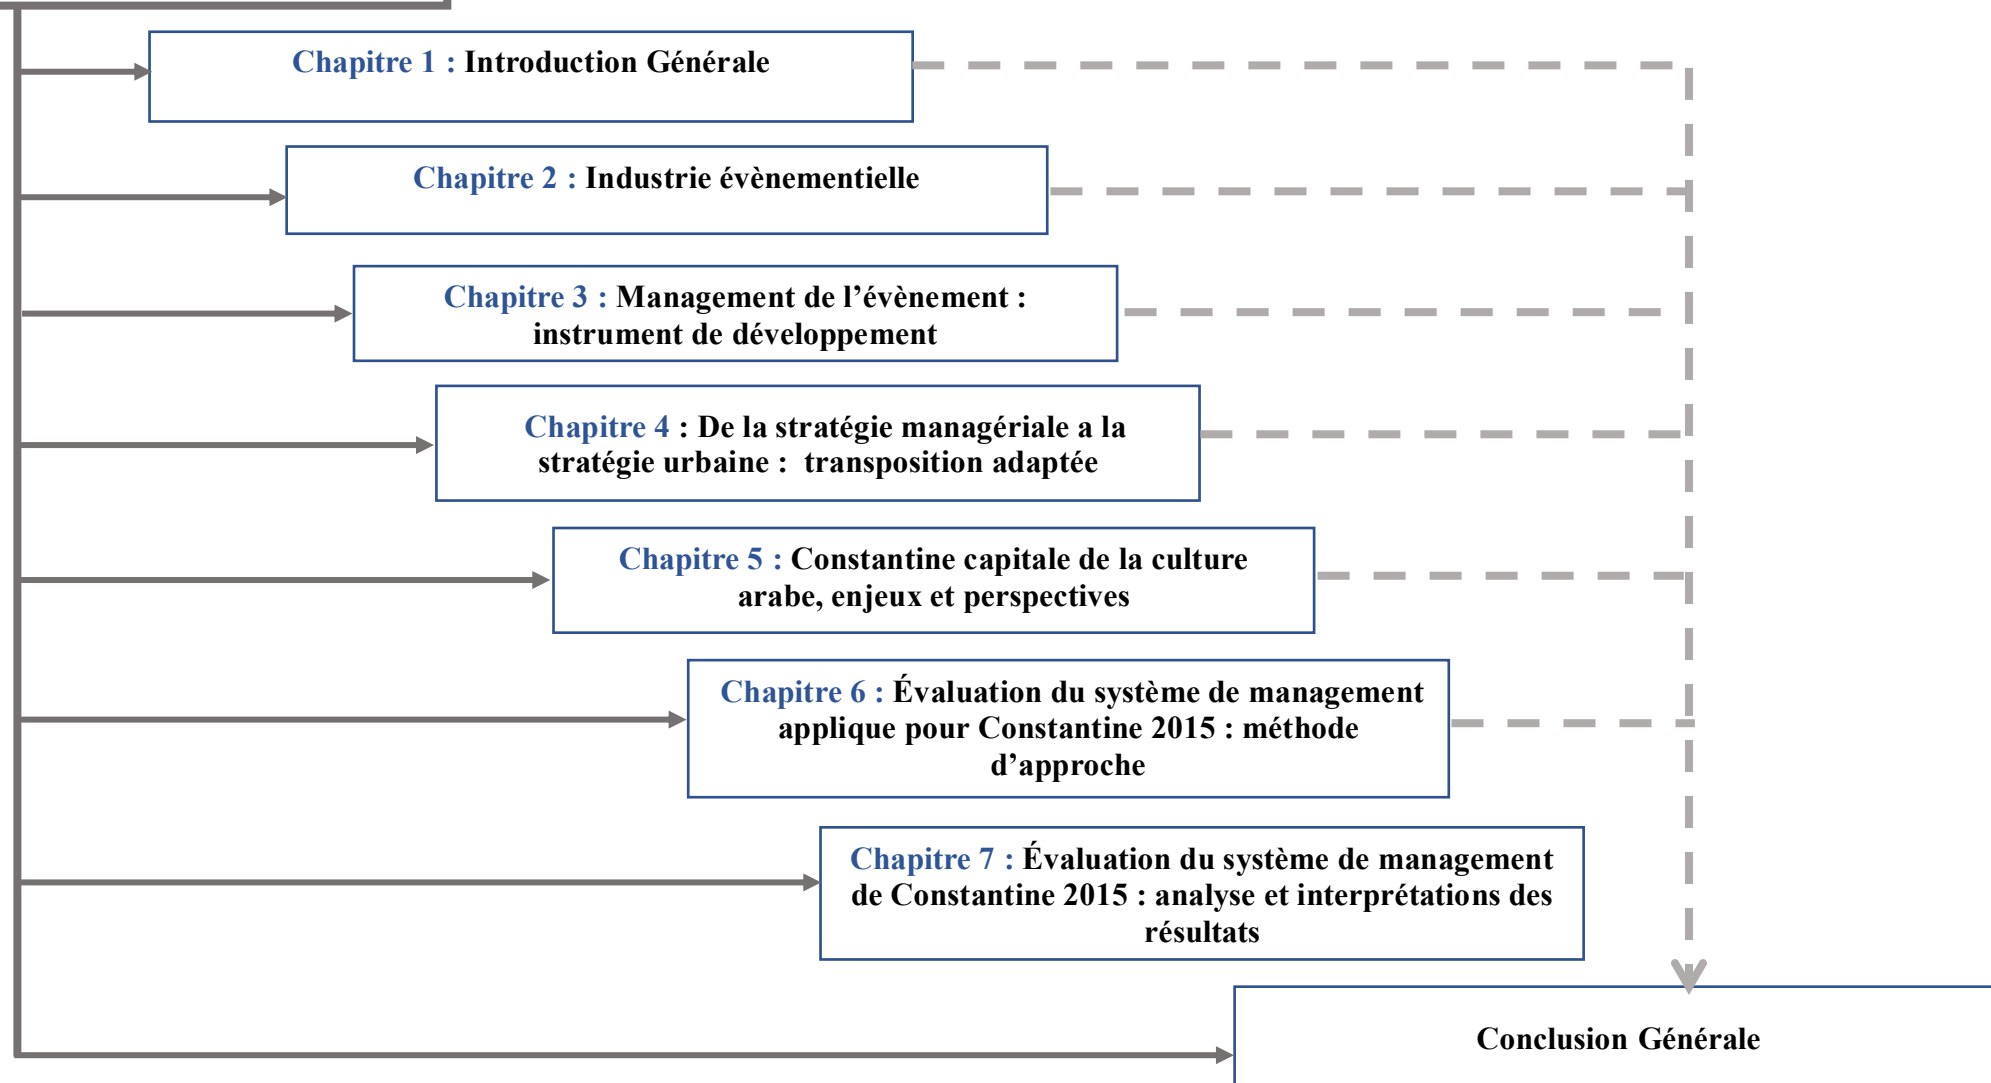 Chapitre 1 : Introduction Générale
Chapitre 2 : Industrie évènementielle
Chapitre 3 : Management de l’évènement :
instrument de développement
Chapitre 4 : De la stratégie managériale a la
stratégie urbaine : transposition adaptée
Chapitre 5 : Constantine capitale de la culture
arabe, enjeux et perspectives
Chapitre 6 : Évaluation du système de management
applique pour Constantine 2015 : méthode
d’approche
Chapitre 7 : Évaluation du système de management
de Constantine 2015 : analyse et interprétations des
résultats
Conclusion Générale